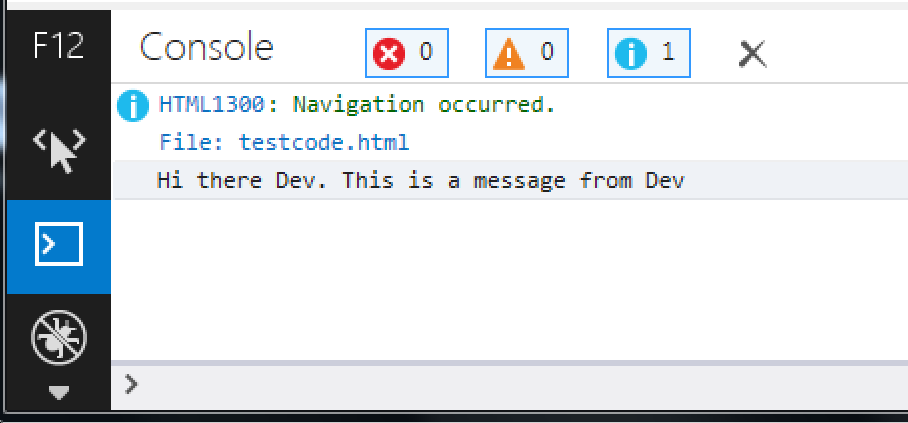 F12 Console 0 0 1
HTML1300: Navigation occurred.
File: testcode.html
Hi there Dev. This is a message from Dev